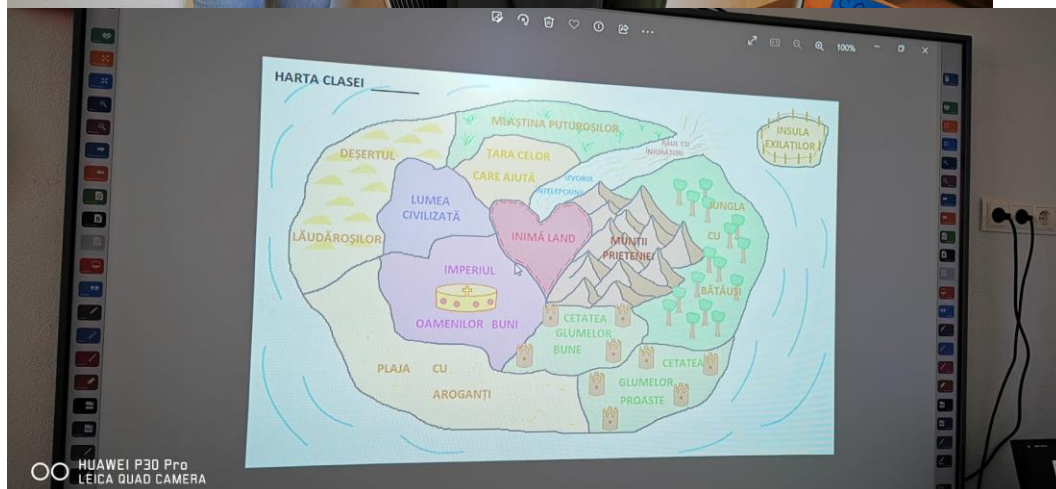 100%
HARTA CLASEI ______
MLAȘTINA PUTUROȘILOR
RÂUL CU
INSULA
EXILAȚILOR
DEȘERTUL
ȚARA CELOR
CARE AJUTĂ
IZVORUL
LUMEA
CIVILIZATĂ
JUNGLA
LĂUDĂROȘILOR
INIMĂ LAND
MUNȚII
PRIETENIEI
CU
IMPERIUL
BĂTĂUȘI
OAMENILOR BUNI
CETATEA
GLUMELOR
BUNE
PLAJA CU
AROGANȚI
CETATEA
GLUMELOR
PROASTE
HUAWEI P30 Pro
LEICA QUAD CAMERA